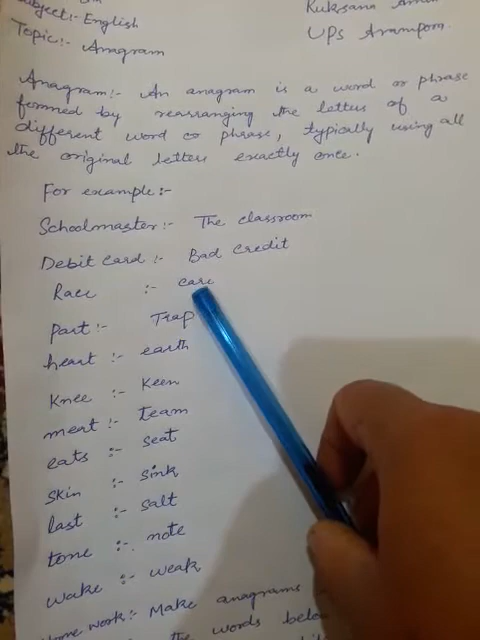 Subject:- English
Topic:- Anagram
UPS
Anagram:- An anagram is a word or phrase
formed by rearranging the letters of a
different word or phrase, typically using all
the original letters exactly once.
For example:-
Schoolmaster:- The classroom
Debit card:- Bad Credit
Race :- care
Part:- Trap
heart:- earth
Knee :- Keen
meat:- team
eats :- seat
Skin :- sink
last :- salt
tone :- note
wake :- weak
Home work:- Make anagrams
the words